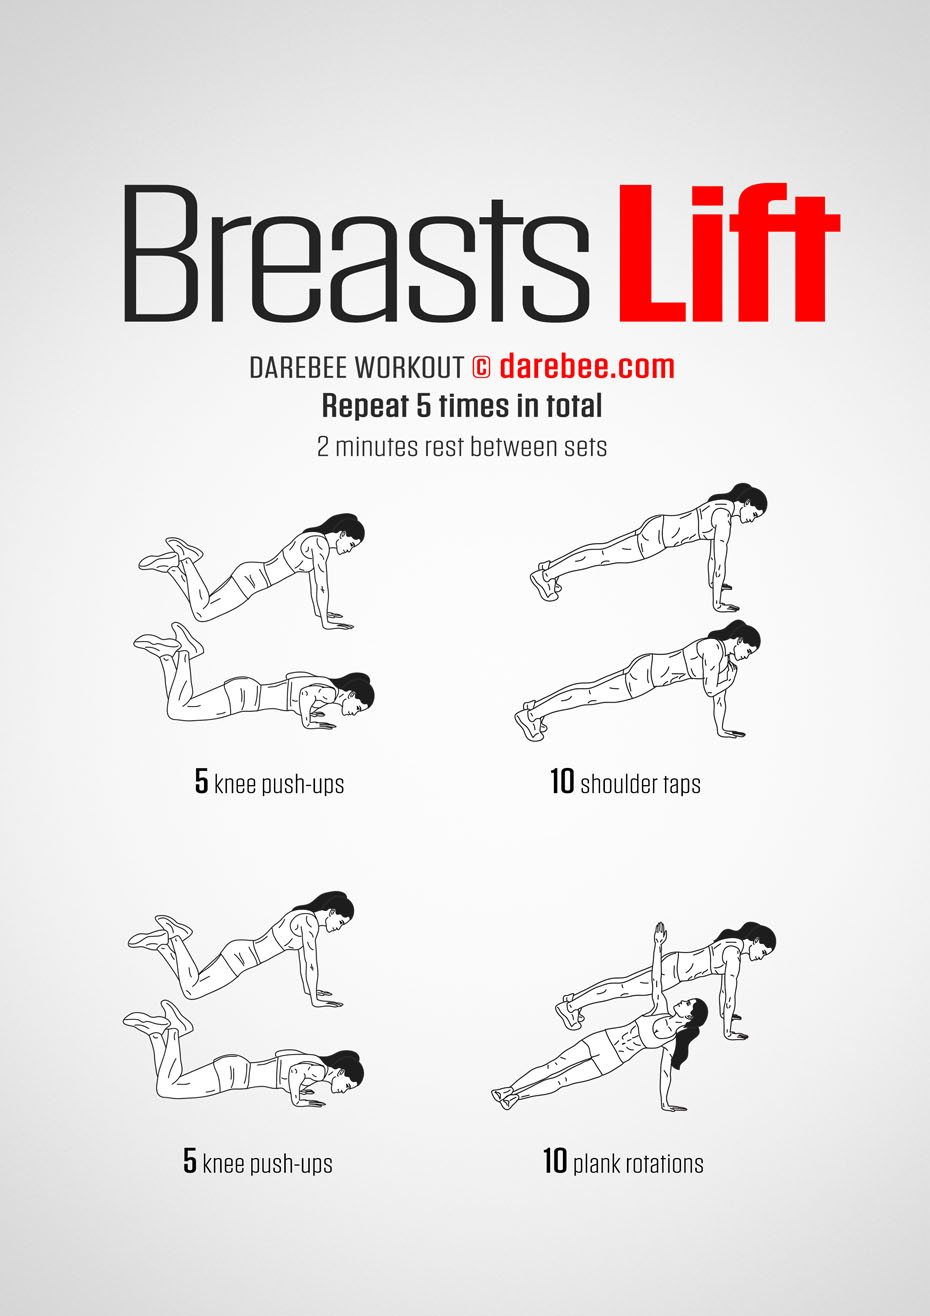 Breasts Lift
DAREBEE WORKOUT © darebee.com
Repeat 5 times in total
2 minutes rest between sets
5 knee push-ups
10 shoulder taps
5 knee push-ups
10 plank rotations